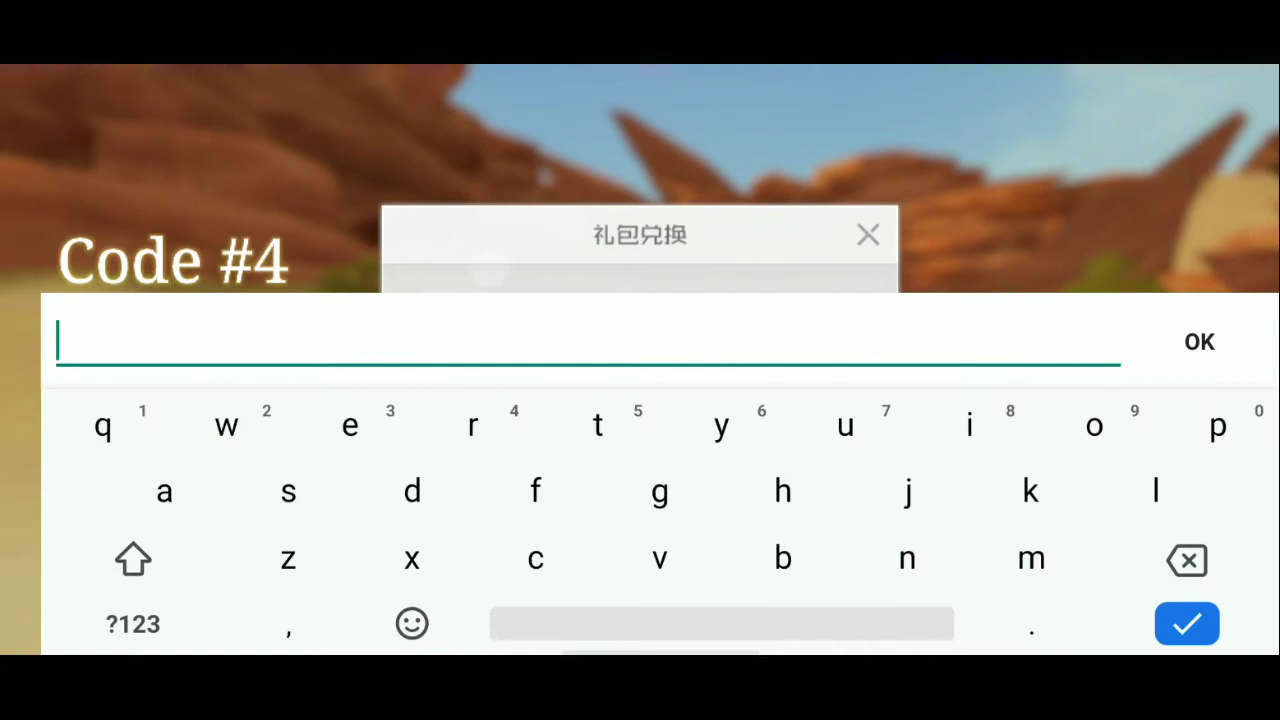 礼包兑换
Code #4
OK
q 1 w 2 e 3 r 4 t 5 y 6 u 7 i 8 o 9 p 0
a s d f g h j k l
z x c v b n m
?123 , .